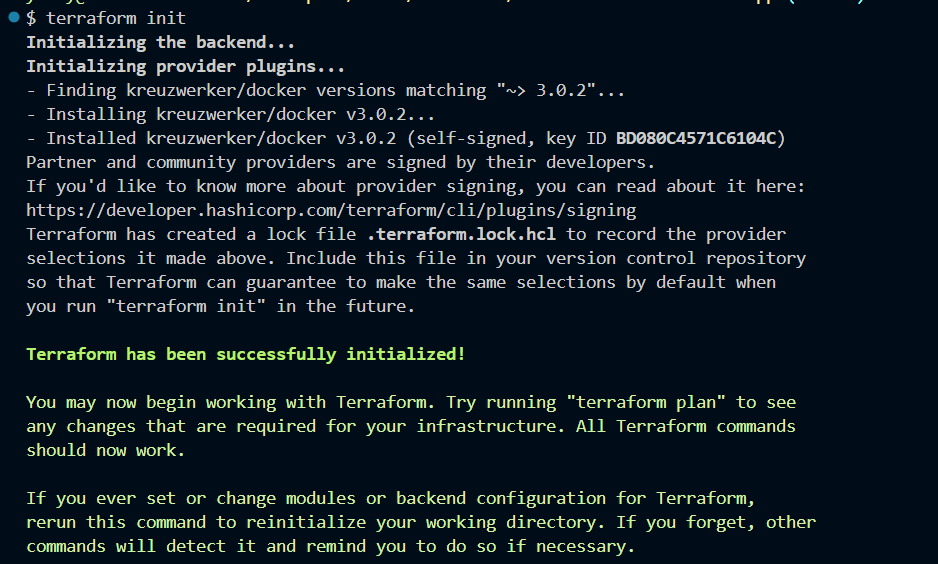 $ terraform init
Initializing the backend...
Initializing provider plugins...
- Finding kreuzwerker/docker versions matching "~> 3.0.2"...
- Installing kreuzwerker/docker v3.0.2...
- Installed kreuzwerker/docker v3.0.2 (self-signed, key ID BD080C4571C6104C)
Partner and community providers are signed by their developers.
If you'd like to know more about provider signing, you can read about it here:
https://developer.hashicorp.com/terraform/cli/plugins/signing
Terraform has created a lock file .terraform.lock.hcl to record the provider
selections it made above. Include this file in your version control repository
so that Terraform can guarantee to make the same selections by default when
you run "terraform init" in the future.
Terraform has been successfully initialized!
You may now begin working with Terraform. Try running "terraform plan" to see
any changes that are required for your infrastructure. All Terraform commands
should now work.
If you ever set or change modules or backend configuration for Terraform,
rerun this command to reinitialize your working directory. If you forget, other
commands will detect it and remind you to do so if necessary.